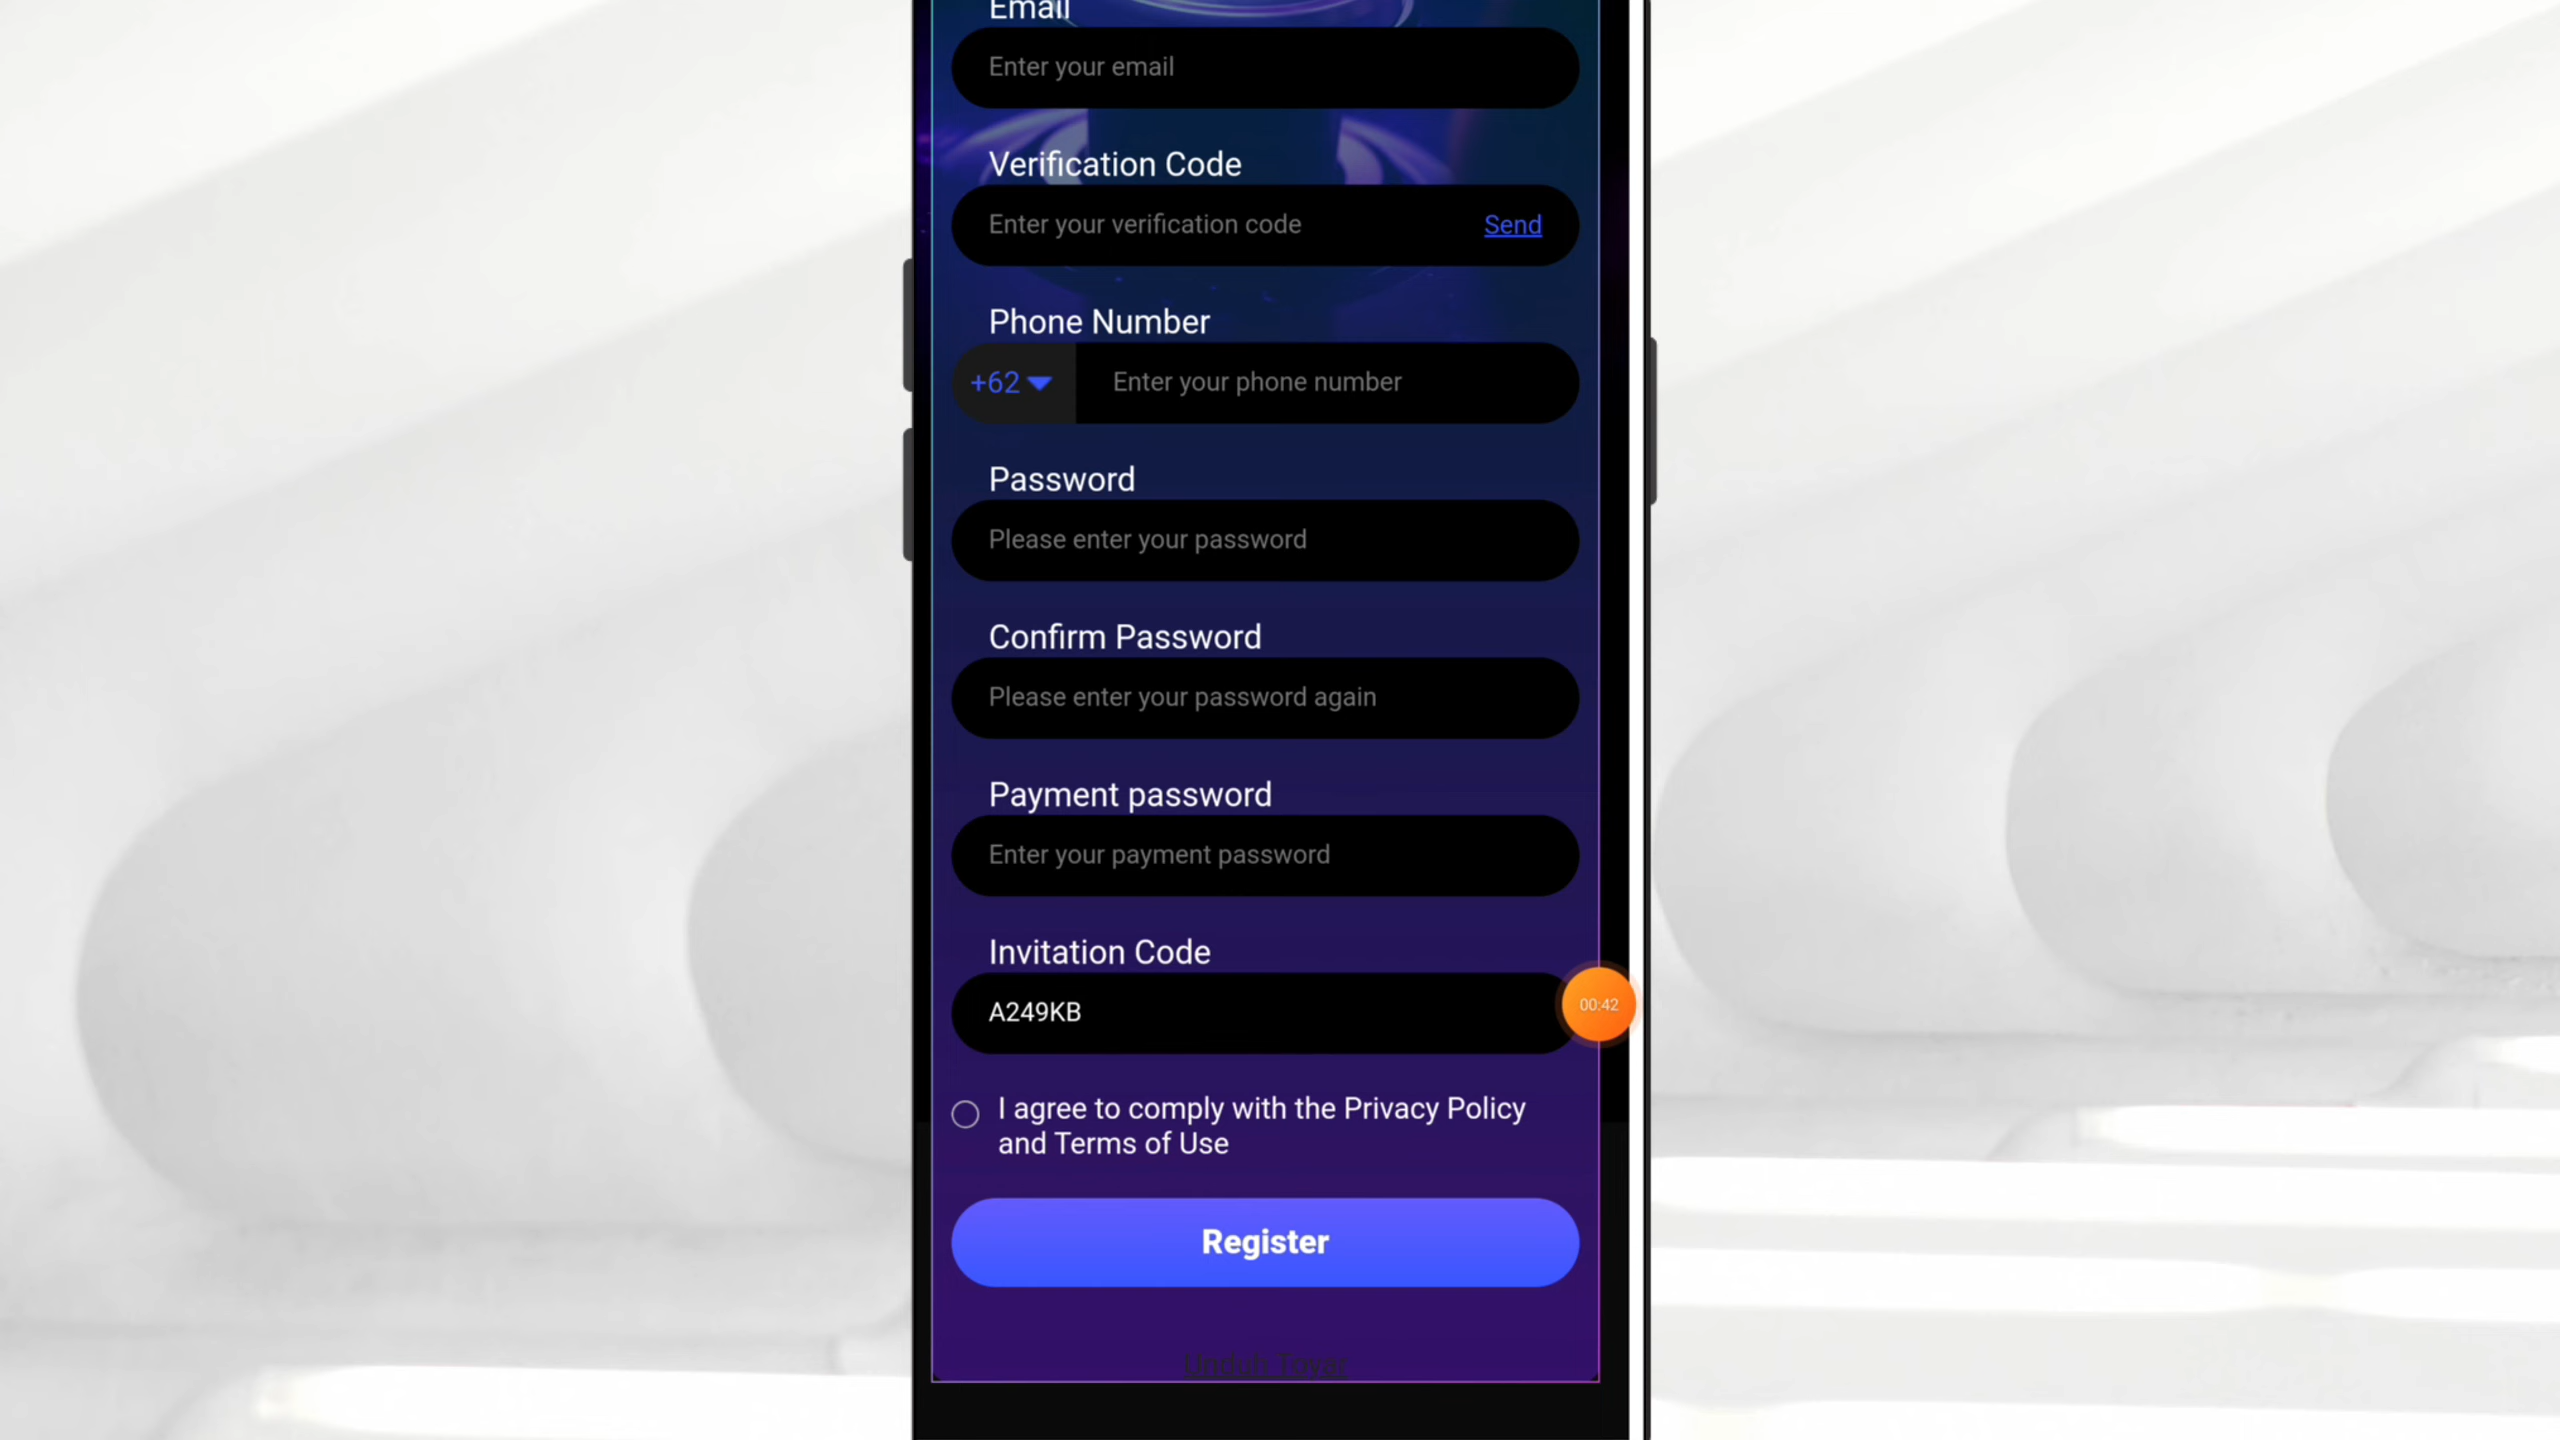 Email
Enter your email
Verification Code
Enter your verification code
Send
Phone Number
+62
Enter your phone number
Password
Please enter your password
Confirm Password
Please enter your password again
Payment password
Enter your payment password
Invitation Code
A249KB
00:42
I agree to comply with the Privacy Policy
and Terms of Use
Register
Unduh Tovar